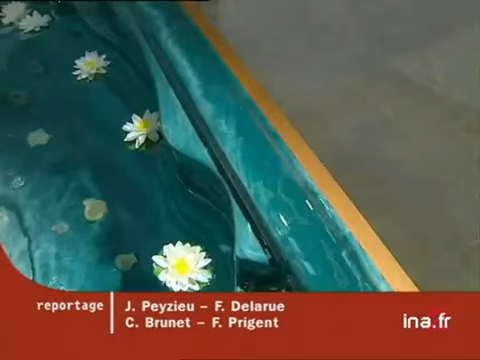 reportage
J. Peyzieu – F. Delarue
C. Brunet – F. Prigent
ina.fr